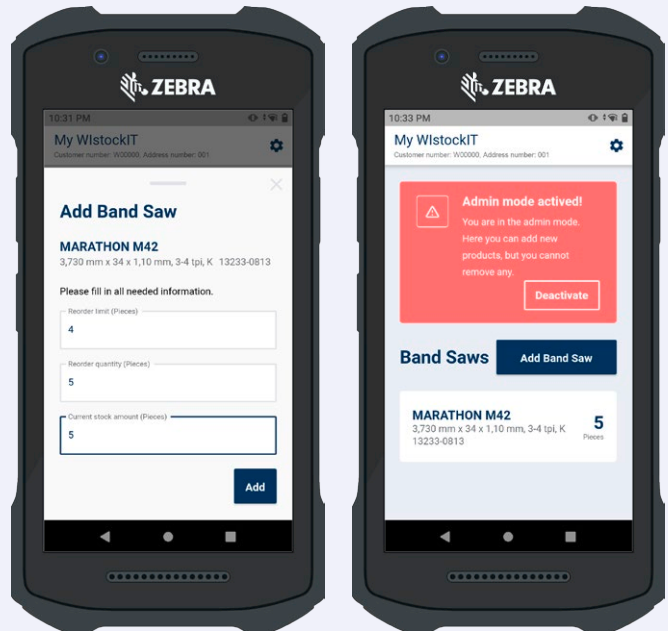 ZEBRA
10:31 PM
My WIstockIT
Customer number: W00000, Address number: 001
Add Band Saw
MARATHON M42
3,730 mm x 34 x 1,10 mm, 3-4 tpi, K 13233-0813
Please fill in all needed information.
Reorder limit (Pieces)
4
Reorder quantity (Pieces)
5
Current stock amount (Pieces)
5
Add
ZEBRA
10:33 PM
My WIstockIT
Customer number: W00000, Address number: 001
Admin mode actived!
You are in the admin mode.
Here you can add new
products, but you cannot
remove any.
Deactivate
Band Saws
Add Band Saw
MARATHON M42
3,730 mm x 34 x 1,10 mm, 3-4 tpi, K
13233-0813
5
Pieces